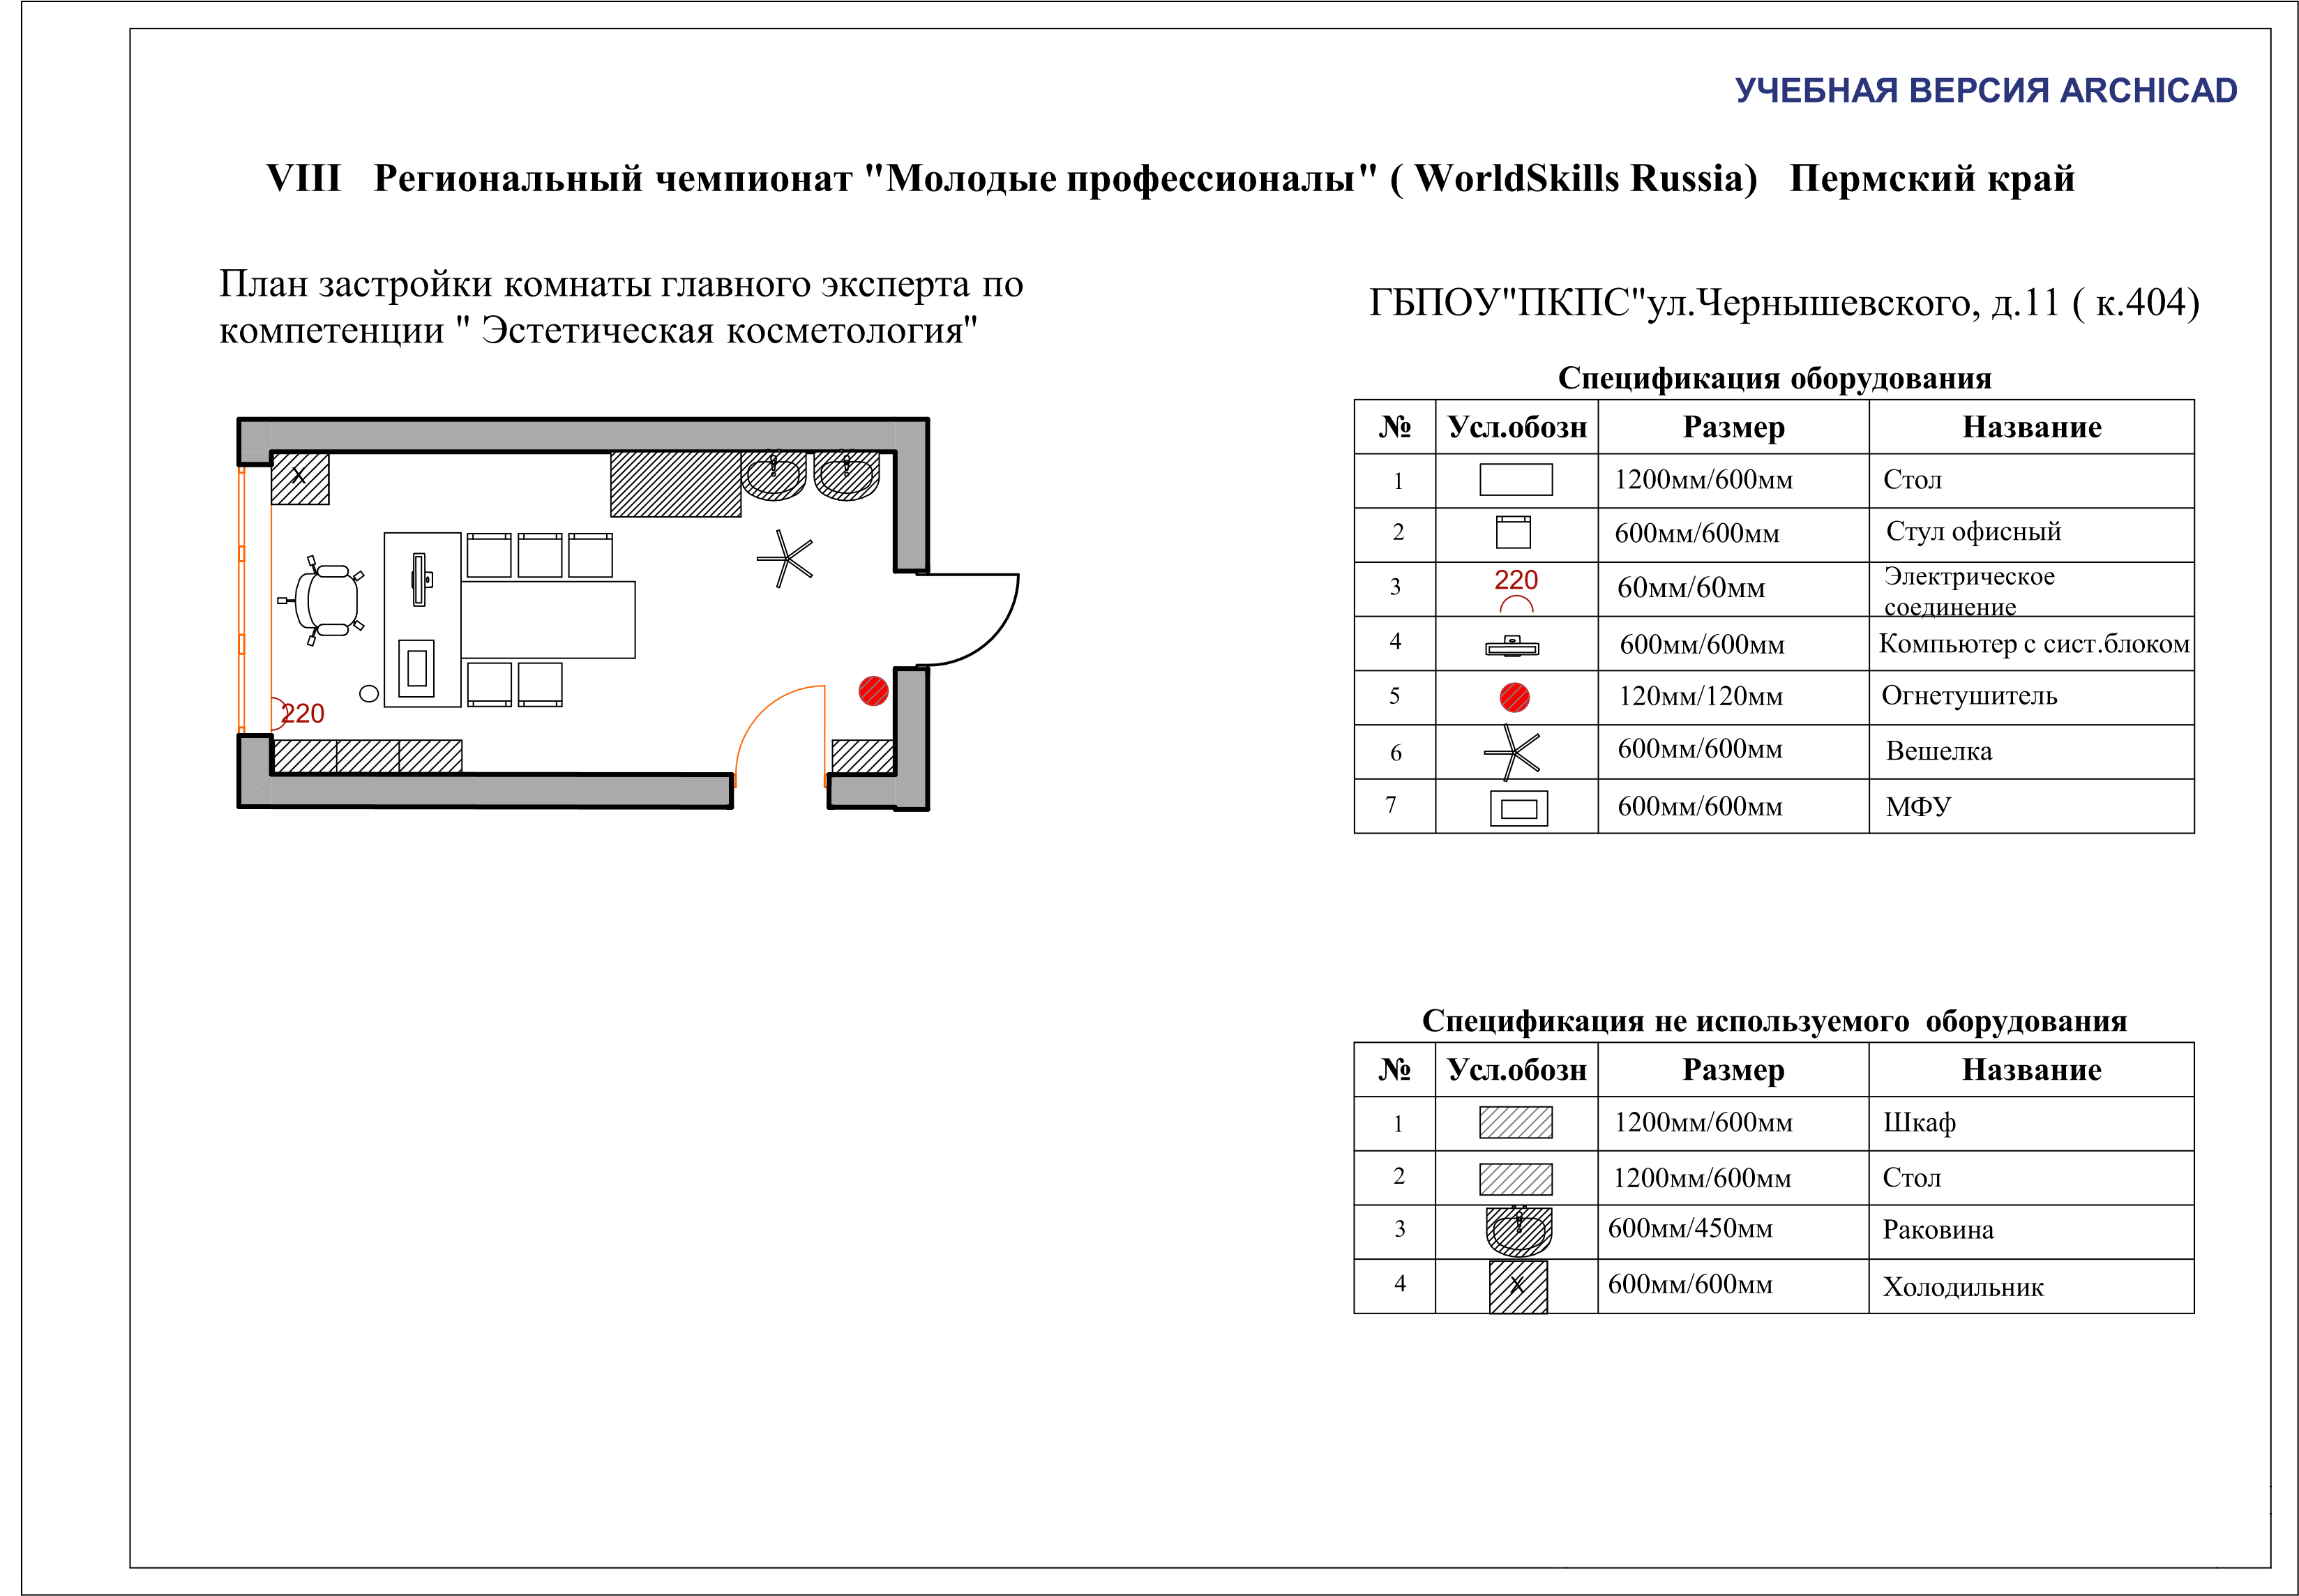 УЧЕБНАЯ ВЕРСИЯ ARCHICAD
VIII Региональный чемпионат "Молодые профессионалы" ( WorldSkills Russia) Пермский край
План застройки комнаты главного эксперта по
компетенции " Эстетическая косметология"
X
220
ГБПОУ"ПКПС"ул.Чернышевского, д.11 ( к.404)
Спецификация оборудования
№ Усл.обозн Размер Название
1 1200мм/600мм Стол
2 600мм/600мм Стул офисный
3 220 60мм/60мм Электрическое
соединение
4 600мм/600мм Компьютер с сист.блоком
5 120мм/120мм Огнетушитель
6 600мм/600мм Вешелка
7 600мм/600мм МФУ
Спецификация не используемого оборудования
№ Усл.обозн Размер Название
1 1200мм/600мм Шкаф
2 1200мм/600мм Стол
3 600мм/450мм Раковина
4 X 600мм/600мм Холодильник